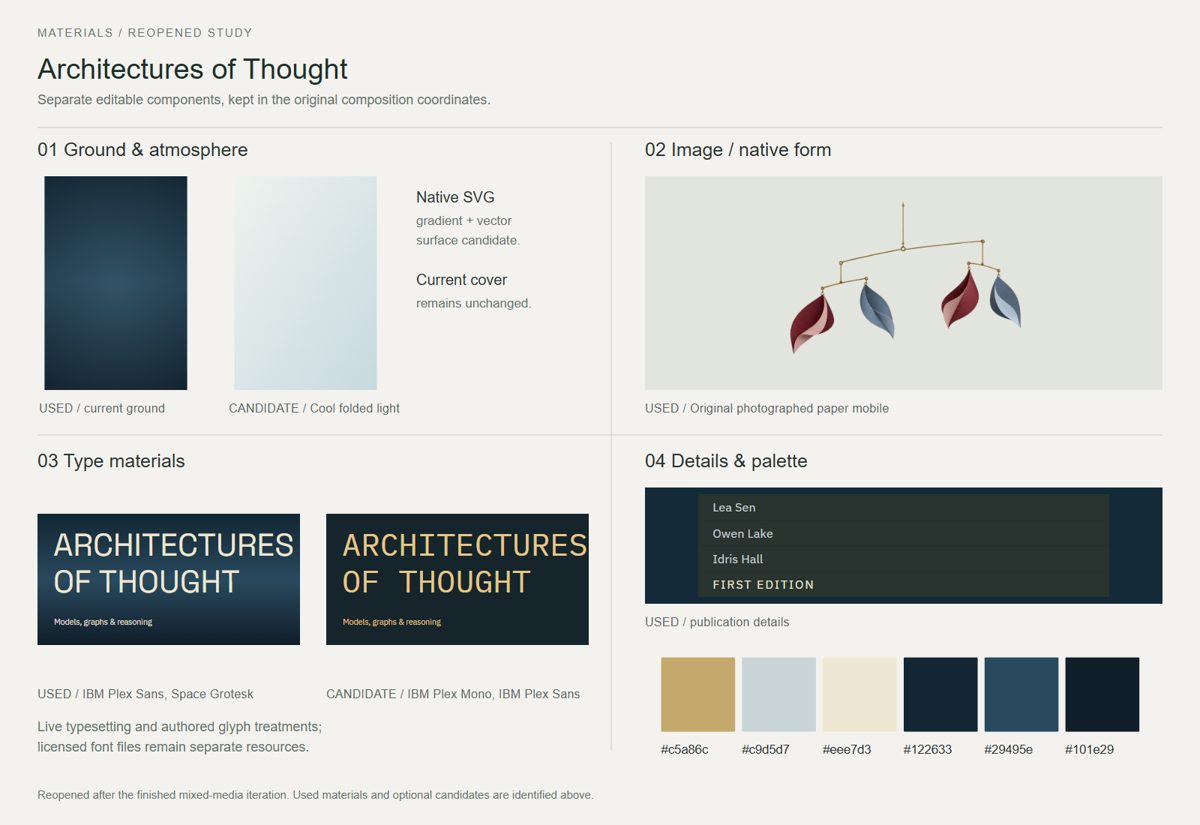 MATERIALS / REOPENED STUDY
Architectures of Thought
Separate editable components, kept in the original composition coordinates.
01 Ground & atmosphere
Native SVG
gradient + vector
surface candidate.
Current cover
remains unchanged.
USED / current ground
CANDIDATE / Cool folded light
02 Image / native form
USED / Original photographed paper mobile
03 Type materials
ARCHITECTURES
OF THOUGHT
Models, graphs & reasoning
ARCHITECTURES
OF THOUGHT
Models, graphs & reasoning
USED / IBM Plex Sans, Space Grotesk
CANDIDATE / IBM Plex Mono, IBM Plex Sans
Live typesetting and authored glyph treatments;
licensed font files remain separate resources.
04 Details & palette
Lea Sen
Owen Lake
Idris Hall
FIRST EDITION
USED / publication details
#c5a86c
#c9d5d7
#eee7d3
#122633
#29495e
#101e29
Reopened after the finished mixed-media iteration. Used materials and optional candidates are identified above.